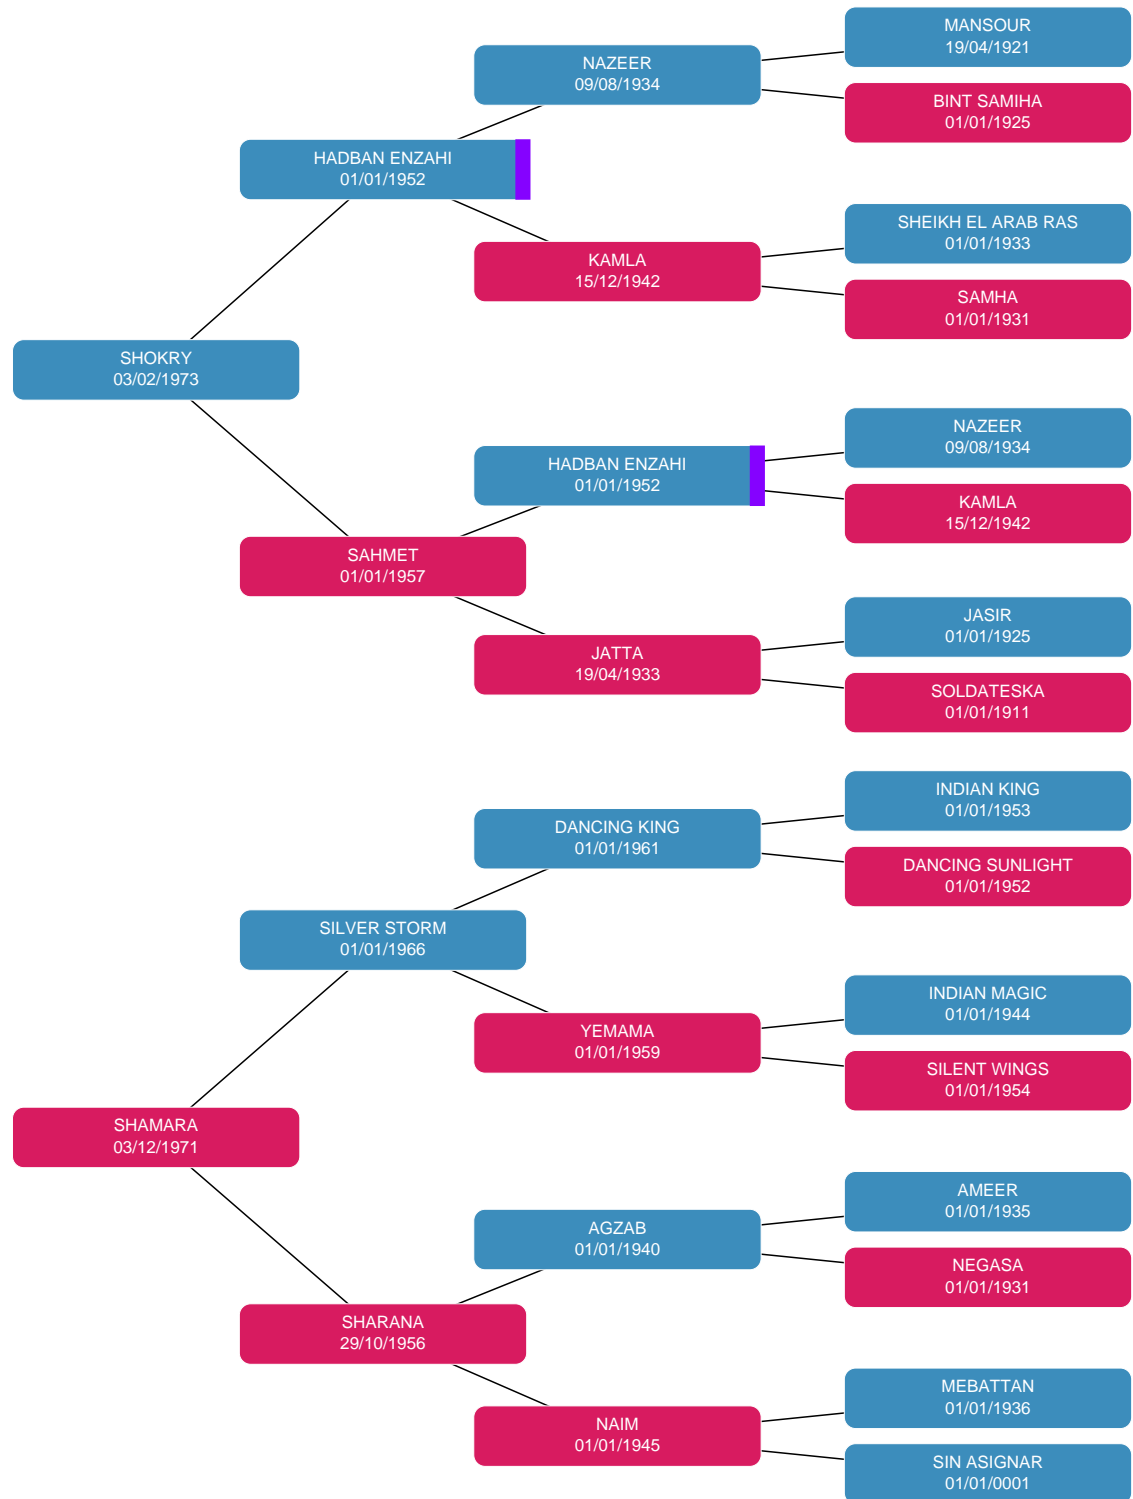 MANSOUR
19/04/1921
NAZEER
09/08/1934
BINT SAMIHA
01/01/1925
HADBAN ENZAHI
01/01/1952
SHEIKH EL ARAB RAS
01/01/1933
KAMLA
15/12/1942
SAMHA
01/01/1931
SHOKRY
03/02/1973
NAZEER
09/08/1934
HADBAN ENZAHI
01/01/1952
KAMLA
15/12/1942
SAHMET
01/01/1957
JASIR
01/01/1925
JATTA
19/04/1933
SOLDATESKA
01/01/1911
INDIAN KING
01/01/1953
DANCING KING
01/01/1961
DANCING SUNLIGHT
01/01/1952
SILVER STORM
01/01/1966
INDIAN MAGIC
01/01/1944
YEMAMA
01/01/1959
SILENT WINGS
01/01/1954
SHAMARA
03/12/1971
AMEER
01/01/1935
AGZAB
01/01/1940
NEGASA
01/01/1931
SHARANA
29/10/1956
MEBATTAN
01/01/1936
NAIM
01/01/1945
SIN ASIGNAR
01/01/0001